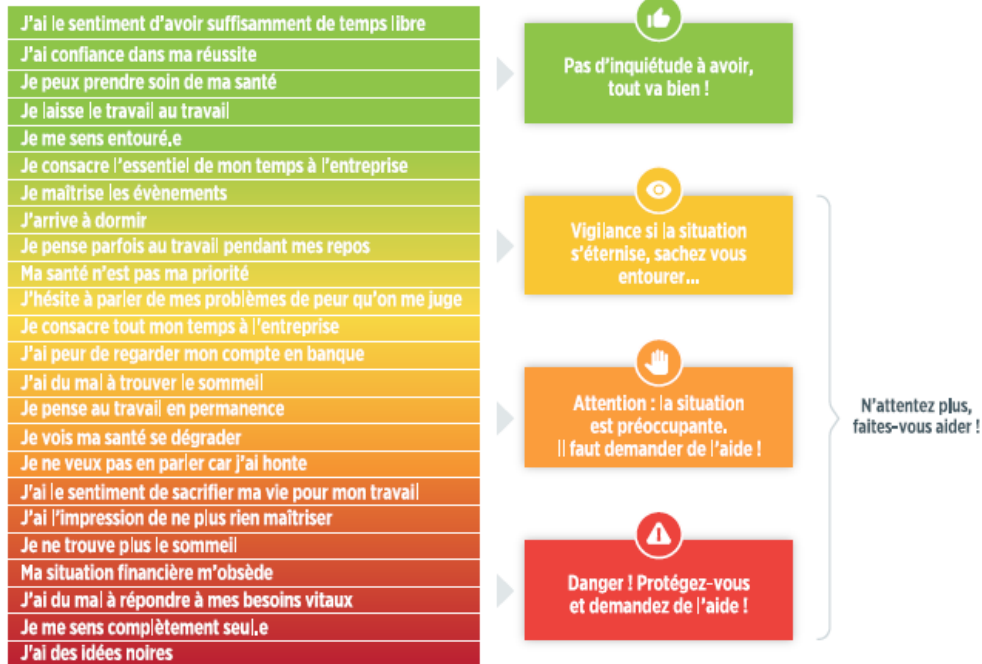 J'ai le sentiment d'avoir suffisamment de temps libre
J'ai confiance dans ma réussite
Je peux prendre soin de ma santé
Je laisse le travail au travail
Je me sens entouré.e
Je consacre l'essentiel de mon temps à l'entreprise
Je maîtrise les évènements
J'arrive à dormir
Je pense parfois au travail pendant mes repos
Ma santé n'est pas ma priorité
J'hésite à parler de mes problèmes de peur qu'on me juge
Je consacre tout mon temps à l'entreprise
J'ai peur de regarder mon compte en banque
J'ai du mal à trouver le sommeil
Je pense au travail en permanence
Je vois ma santé se dégrader
Je ne veux pas en parler car j'ai honte
J'ai le sentiment de sacrifier ma vie pour mon travail
J'ai l'impression de ne plus rien maîtriser
Je ne trouve plus le sommeil
Ma situation financière m'obsède
J'ai du mal à répondre à mes besoins vitaux
Je me sens complètement seul.e
J'ai des idées noires
Pas d'inquiétude à avoir,
tout va bien !
Vigilance si la situation
s'éternise, sachez vous
entourer...
Attention : la situation
est préoccupante.
Il faut demander de l'aide !
Danger ! Protégez-vous
et demandez de l'aide !
N'attentez plus,
faites-vous aider !